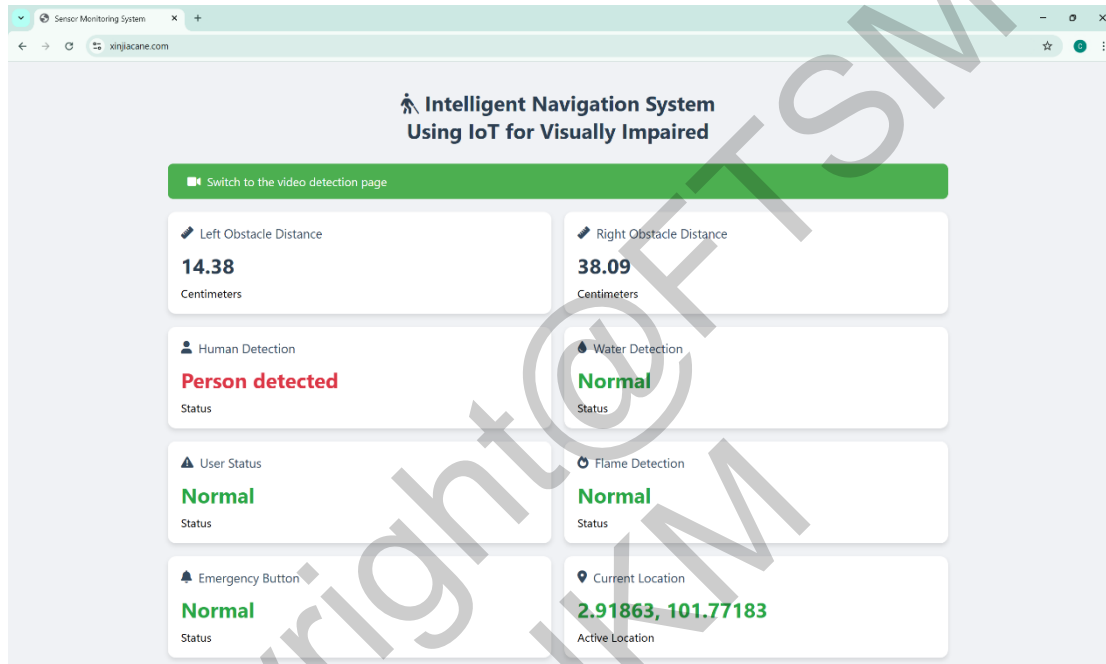 Sensor Monitoring System
xinjiacane.com
C
Intelligent Navigation System
Using IoT for Visually Impaired
Switch to the video detection page
Left Obstacle Distance
14.38
Centimeters
Right Obstacle Distance
38.09
Centimeters
Human Detection
Person detected
Status
Water Detection
Normal
Status
User Status
Normal
Status
Flame Detection
Normal
Status
Emergency Button
Normal
Status
Current Location
2.91863, 101.77183
Active Location
right@FTSM
UKM